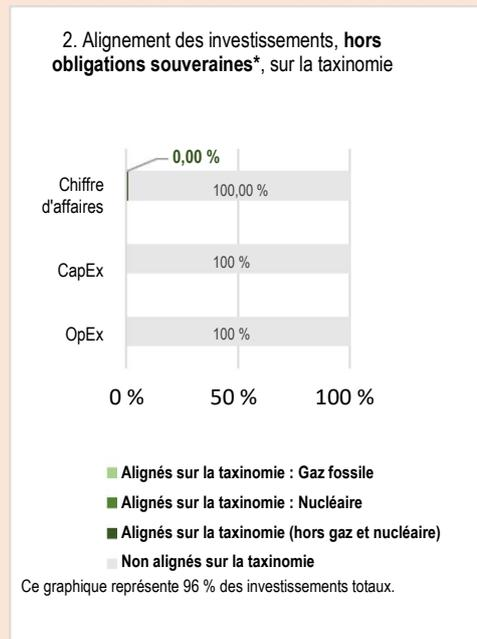 2. Alignement des investissements, hors
obligations souveraines*, sur la taxinomie
0,00 %
Chiffre
d'affaires
100,00 %
CapEx
100 %
OpEx
100 %
0 %
50 %
100 %
Alignés sur la taxinomie : Gaz fossile
Alignés sur la taxinomie : Nucléaire
Alignés sur la taxinomie (hors gaz et nucléaire)
Non alignés sur la taxinomie
Ce graphique représente 96 % des investissements totaux.